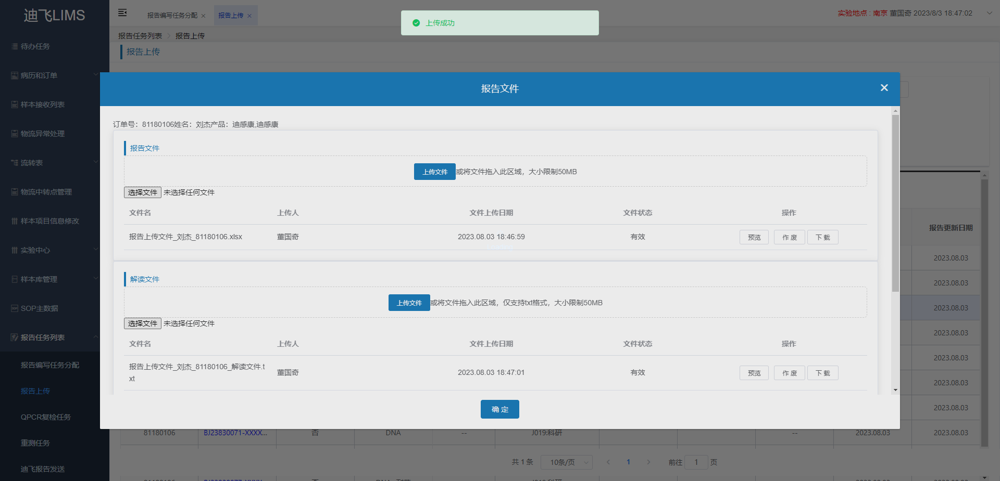 迪飞LIMS
报告编写任务分配 ×
报告上传 ×
实验地点 : 南京 董国奇 2023/8/3 18:47:02
上传成功
报告任务列表 > 报告上传
报告上传
待办任务
病历和订单
样本接收列表
物流异常处理
流转表
物流中转点管理
样本项目信息修改
实验中心
样本库管理
SOP主数据
报告任务列表
报告编写任务分配
报告上传
QPCR复检任务
重测任务
迪飞报告发送
报告文件
订单号：81180106姓名：刘杰产品：迪感康,迪感康
报告文件
上传文件 或将文件拖入此区域，大小限制50MB
选择文件 未选择任何文件
文件名 上传人 文件上传日期 文件状态 操作
报告上传文件_刘杰_81180106.xlsx 董国奇 2023.08.03 18:46:59 有效 预览 作 废 下 载
解读文件
上传文件 或将文件拖入此区域，仅支持txt格式，大小限制50MB
选择文件 未选择任何文件
文件名 上传人 文件上传日期 文件状态 操作
报告上传文件_刘杰_81180106_解读文件.t
xt 董国奇 2023.08.03 18:47:01 有效 预览 作 废 下 载
确 定
报告更新日期
2023.08.03
2023.08.03
2023.08.03
2023.08.03
2023.08.03
2023.08.03
2023.08.03
81180106 BJ23830071-XXXX... 否 DNA -- J019:科研 -- 2023.08.03 2023.08.03
共 1 条 10条/页 1 前往 1 页